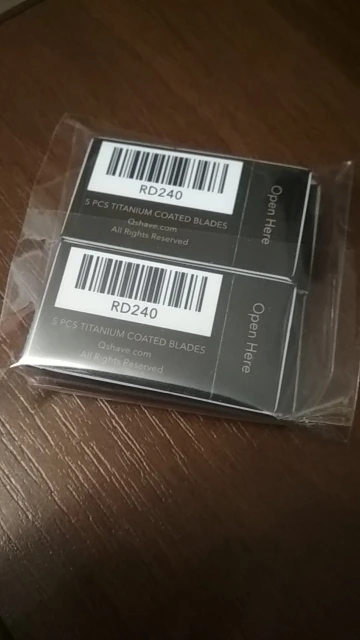 RD240
5 PCS TITANIUM COATED BLADES
Qshave.com
All Rights Reserved
Open Here
RD240
5 PCS TITANIUM COATED BLADES
Qshave.com
All Rights Reserved
Open Here